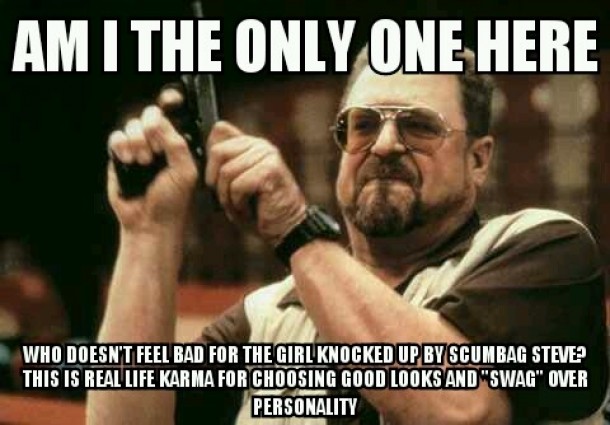 AM I THE ONLY ONE HERE
WHO DOESN'T FEEL BAD FOR THE GIRL KNOCKED UP BY SCUMBAG STEVE?
THIS IS REAL LIFE KARMA FOR CHOOSING GOOD LOOKS AND "SWAG" OVER
PERSONALITY